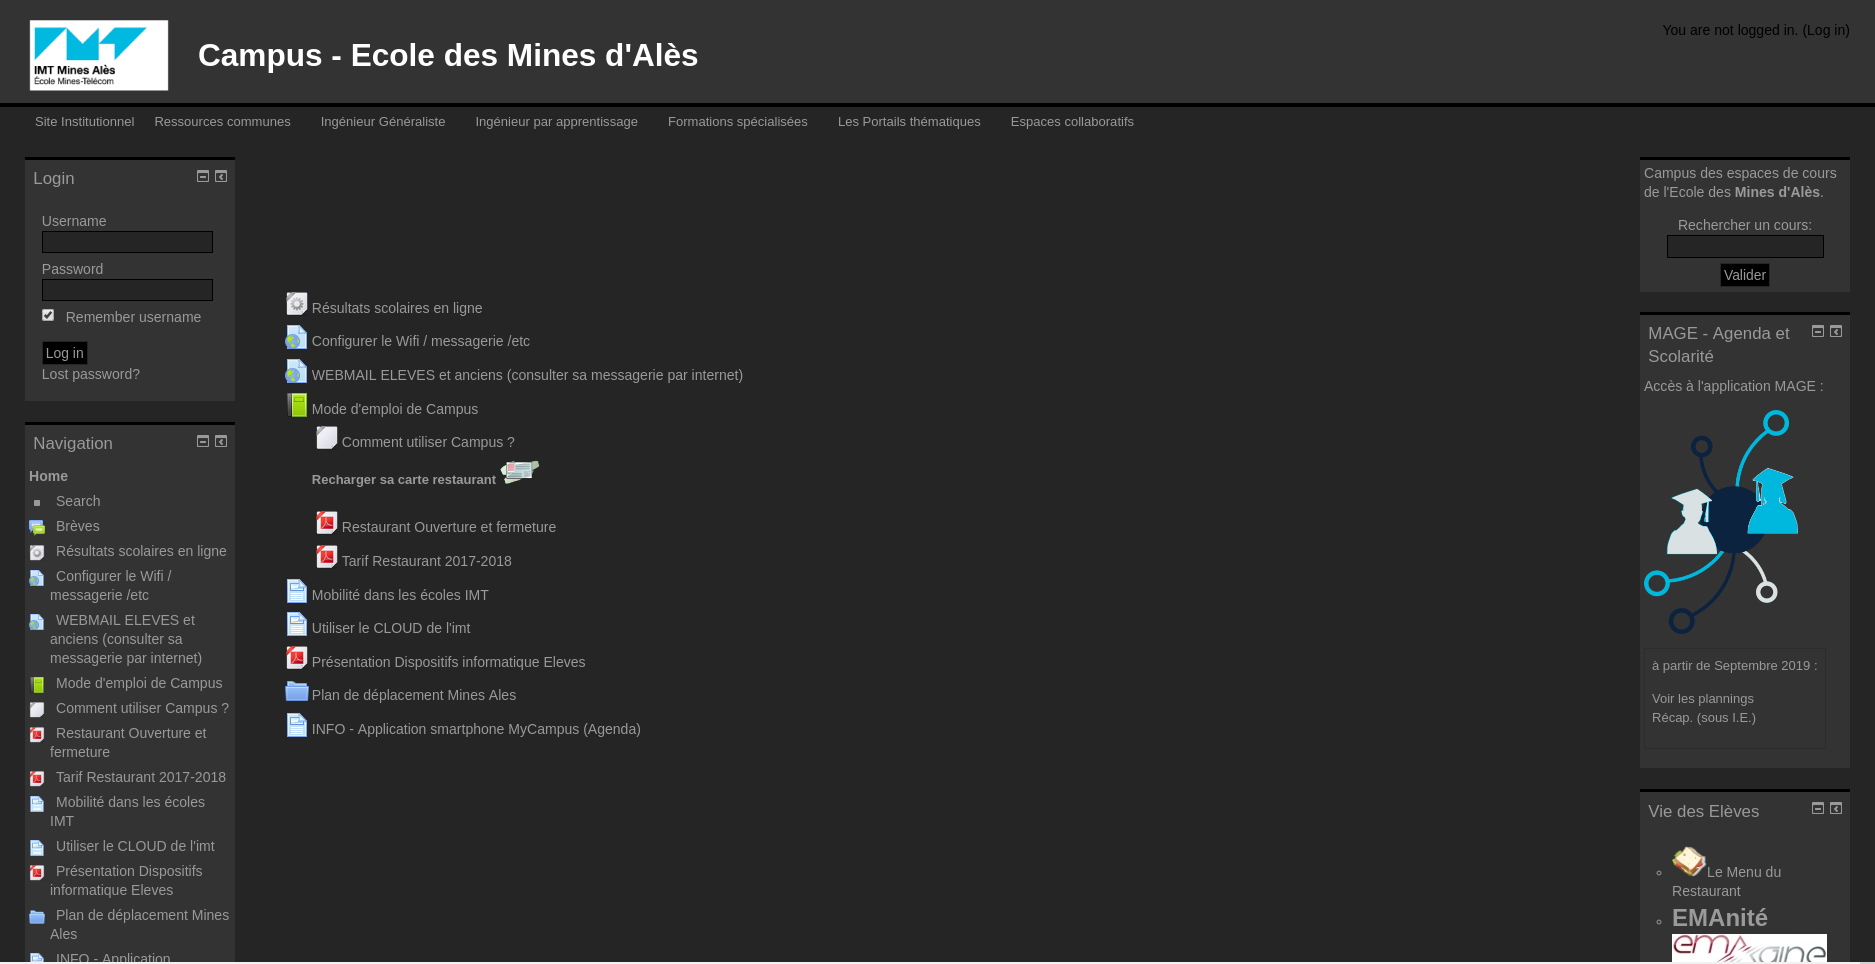 IMT Mines Alès
École Mines-Télécom
Campus - Ecole des Mines d'Alès
You are not logged in. (Log in)
Site Institutionnel Ressources communes Ingénieur Généraliste Ingénieur par apprentissage Formations spécialisées Les Portails thématiques Espaces collaboratifs
Login
Username
Password
Remember username
Log in
Lost password?
Navigation
Home
Search
Brèves
Résultats scolaires en ligne
Configurer le Wifi /
messagerie /etc
WEBMAIL ELEVES et
anciens (consulter sa
messagerie par internet)
Mode d'emploi de Campus
Comment utiliser Campus ?
Restaurant Ouverture et
fermeture
Tarif Restaurant 2017-2018
Mobilité dans les écoles
IMT
Utiliser le CLOUD de l'imt
Présentation Dispositifs
informatique Eleves
Plan de déplacement Mines
Ales
INFO - Application
Résultats scolaires en ligne
Configurer le Wifi / messagerie /etc
WEBMAIL ELEVES et anciens (consulter sa messagerie par internet)
Mode d'emploi de Campus
Comment utiliser Campus ?
Recharger sa carte restaurant
Restaurant Ouverture et fermeture
Tarif Restaurant 2017-2018
Mobilité dans les écoles IMT
Utiliser le CLOUD de l'imt
Présentation Dispositifs informatique Eleves
Plan de déplacement Mines Ales
INFO - Application smartphone MyCampus (Agenda)
Campus des espaces de cours
de l'Ecole des Mines d'Alès.
Rechercher un cours:
Valider
MAGE - Agenda et
Scolarité
Accès à l'application MAGE :
à partir de Septembre 2019 :
Voir les plannings
Récap. (sous I.E.)
Vie des Elèves
Le Menu du
Restaurant
EMAnité